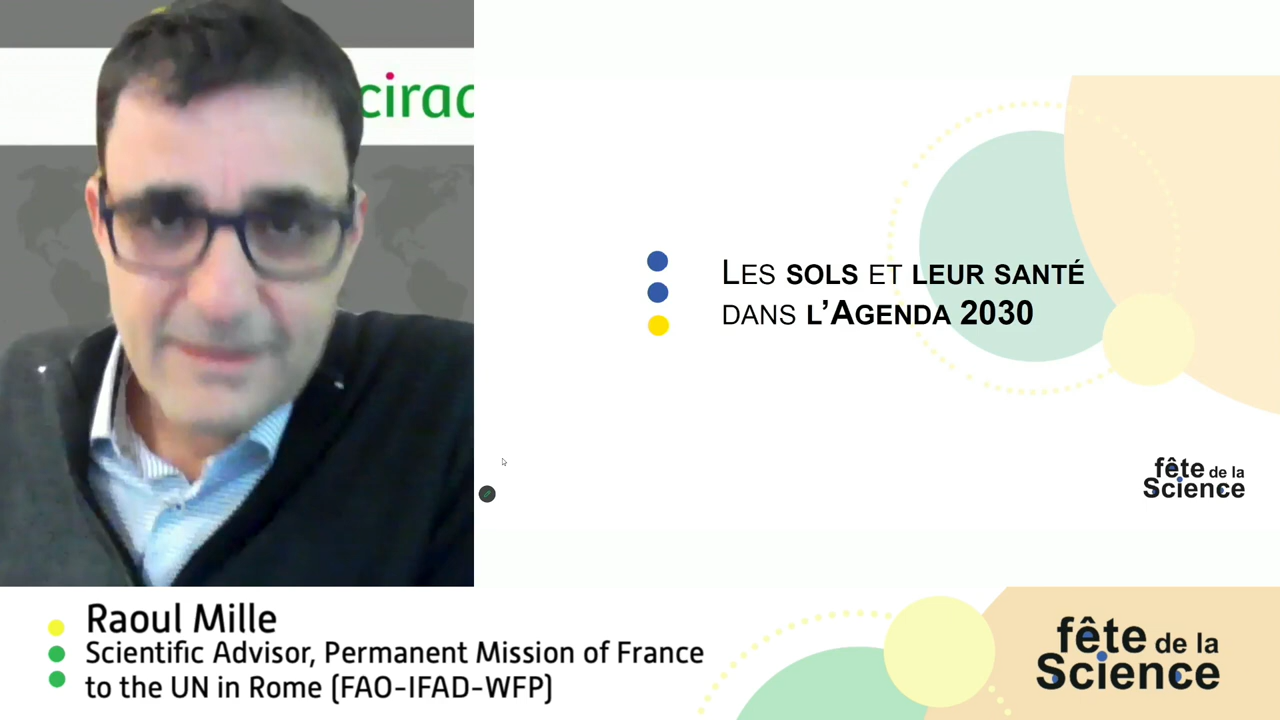 cirad
LES SOLS ET LEUR SANTÉ
DANS L'AGENDA 2030
fête de la
Science
Raoul Mille
Scientific Advisor, Permanent Mission of France
to the UN in Rome (FAO-IFAD-WFP)
fête de la
Science